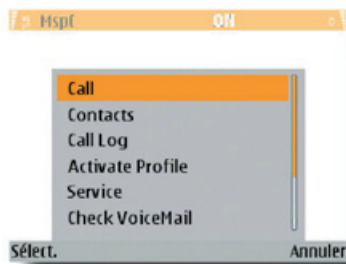 Mspf ON
Call
Contacts
Call Log
Activate Profile
Service
Check VoiceMail
Sélect. Annuler